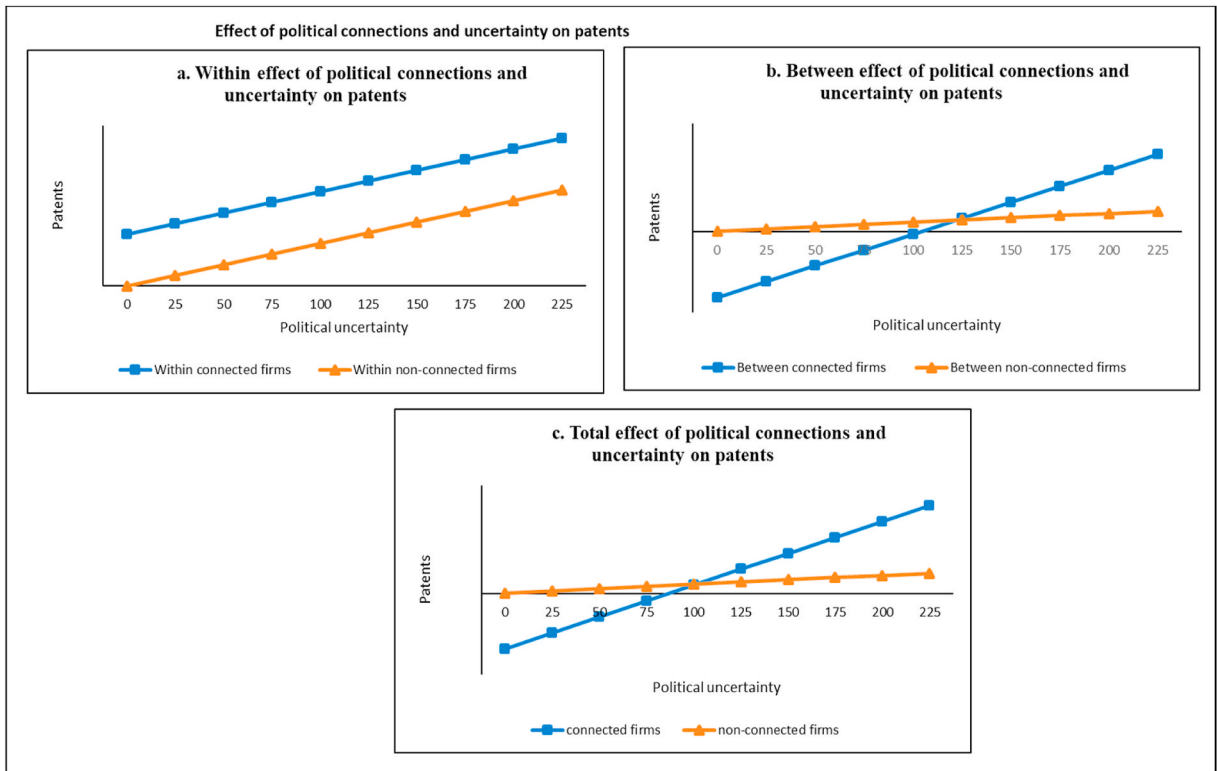 Effect of political connections and uncertainty on patents
a. Within effect of political connections and
uncertainty on patents
Patents
0 25 50 75 100 125 150 175 200 225
Political uncertainty
Within connected firms Within non-connected firms
b. Between effect of political connections and
uncertainty on patents
Patents
0 25 50 75 100 125 150 175 200 225
Political uncertainty
Between connected firms Between non-connected firms
c. Total effect of political connections and
uncertainty on patents
Patents
0 25 50 75 100 125 150 175 200 225
Political uncertainty
connected firms non-connected firms